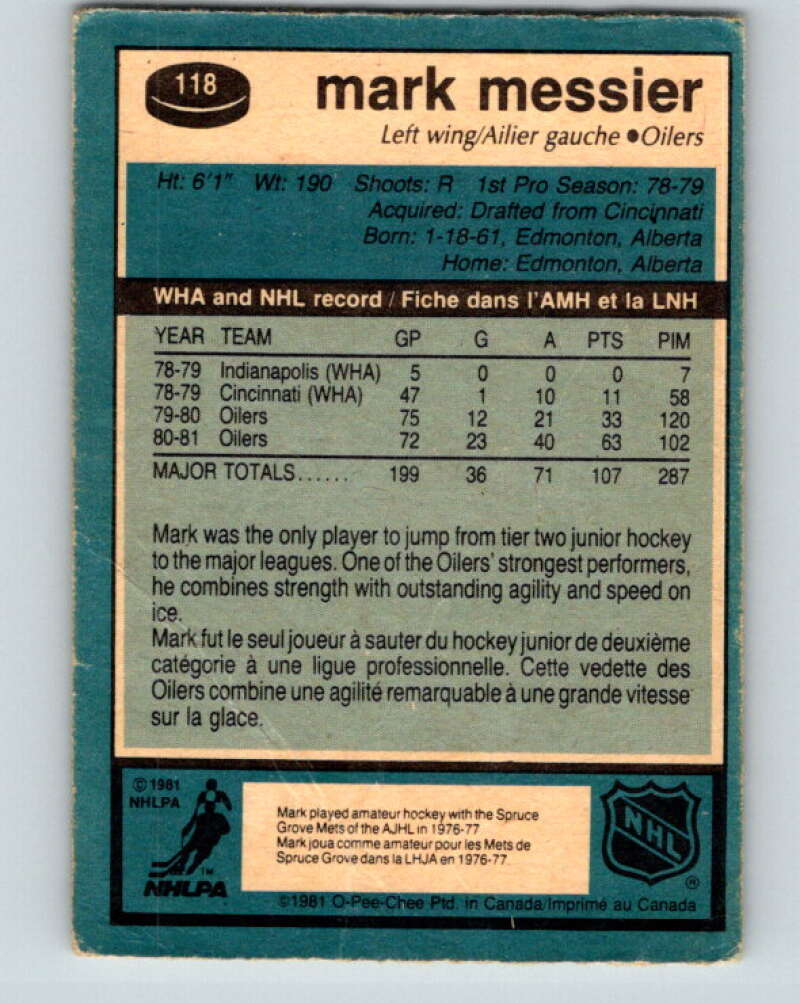 118
mark messier
Left wing/Ailier gauche ●Oilers
Ht: 6'1" Wt: 190 Shoots: R 1st Pro Season: 78-79
Acquired: Drafted from Cincinnati
Born: 1-18-61, Edmonton, Alberta
Home: Edmonton, Alberta
WHA and NHL record / Fiche dans l'AMH et la LNH
YEAR TEAM GP G A PTS PIM
78-79 Indianapolis (WHA) 5 0 0 0 7
78-79 Cincinnati (WHA) 47 1 10 11 58
79-80 Oilers 75 12 21 33 120
80-81 Oilers 72 23 40 63 102
MAJOR TOTALS...... 199 36 71 107 287
Mark was the only player to jump from tier two junior hockey
to the major leagues. One of the Oilers' strongest performers,
he combines strength with outstanding agility and speed on
ice.
Mark fut le seul joueur à sauter du hockey junior de deuxième
catégorie à une ligue professionnelle. Cette vedette des
Oilers combine une agilité remarquable à une grande vitesse
sur la glace.
©1981
NHLPA
TM
NHLPA
Mark played amateur hockey with the Spruce
Grove Mets of the AJHL in 1976-77
Mark joua comme amateur pour les Mets de
Spruce Grove dans la LHJA en 1976-77
NHL
®
©1981 O-Pee-Chee Ptd. in Canada/Imprimé au Canada